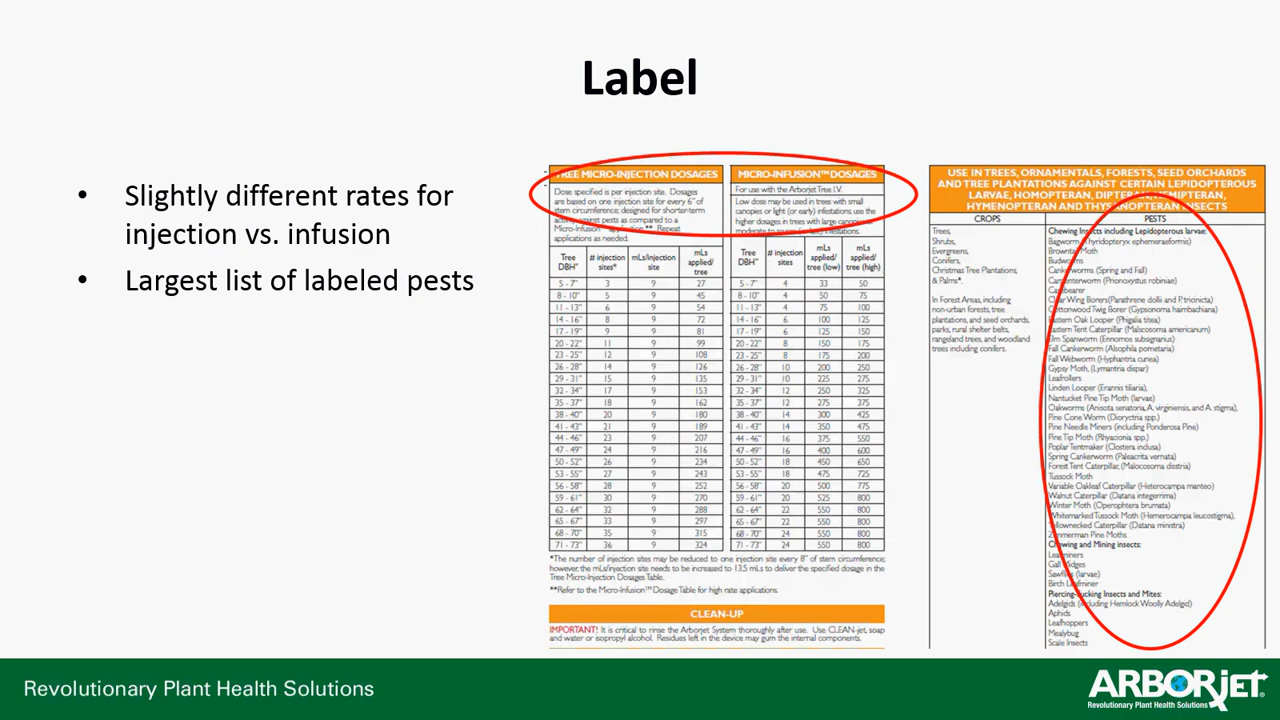 Label
• Slightly different rates for
injection vs. infusion
• Largest list of labeled pests
TREE MICRO-INJECTION DOSAGES
Dose specified is per injection site. Dosages
are based on one injection site for every 6" of
stem circumference; designed for shorter-term
activity against pests as compared to a
Micro-Infusion™ application.** Repeat
applications as needed.
Tree DBH" # injection sites* mLs/injection site mLs applied/ tree
5 - 7" 3 9 27
8 - 10" 5 9 45
11 - 13" 6 9 54
14 - 16" 8 9 72
17 - 19" 9 9 81
20 - 22" 11 9 99
23 - 25" 12 9 108
26 - 28" 14 9 126
29 - 31" 15 9 135
32 - 34" 17 9 153
35 - 37" 18 9 162
38 - 40" 20 9 180
41 - 43" 21 9 189
44 - 46" 23 9 207
47 - 49" 24 9 216
50 - 52" 26 9 234
53 - 55" 27 9 243
56 - 58" 28 9 252
59 - 61" 30 9 270
62 - 64" 32 9 288
65 - 67" 33 9 297
68 - 70" 35 9 315
71 - 73" 36 9 324
MICRO-INFUSION™ DOSAGES
For use with the Arborjet Tree I.V.
Low dose may be used in trees with small
canopies or light (or early) infestations; use the
higher dosages in trees with large canopies or
moderate to severe (or late) infestations.
Tree DBH" # injection sites mLs applied/ tree (low) mLs applied/ tree (high)
5 - 7" 4 33 50
8 - 10" 4 50 75
11 - 13" 4 75 100
14 - 16" 6 100 125
17 - 19" 6 125 150
20 - 22" 8 150 175
23 - 25" 8 175 200
26 - 28" 10 200 250
29 - 31" 10 225 275
32 - 34" 12 250 325
35 - 37" 12 275 375
38 - 40" 14 300 425
41 - 43" 14 350 475
44 - 46" 16 375 550
47 - 49" 16 400 600
50 - 52" 18 450 650
53 - 55" 18 475 725
56 - 58" 20 500 775
59 - 61" 20 525 800
62 - 64" 22 550 800
65 - 67" 22 550 800
68 - 70" 24 550 800
71 - 73" 24 550 800
*The number of injection sites may be reduced to one injection site every 8" of stem circumference;
however, the mLs/injection site needs to be increased to 13.5 mLs to deliver the specified dosage in the
Tree Micro-Injection Dosages Table.
**Refer to the Micro-Infusion™ Dosage Table for high rate applications.
CLEAN-UP
IMPORTANT! It is critical to rinse the Arborjet System thoroughly after use. Use CLEAN-jet, soap
and water or isopropyl alcohol. Residues left in the device may gum the internal components.
USE IN TREES, ORNAMENTALS, FORESTS, SEED ORCHARDS
AND TREE PLANTATIONS AGAINST CERTAIN LEPIDOPTEROUS
LARVAE, HOMOPTERAN, DIPTERAN, HEMIPTERAN,
HYMENOPTERAN AND THYSANOPTERAN INSECTS
CROPS
Trees,
Shrubs,
Evergreens,
Conifers,
Christmas Tree Plantations,
& Palms*.
In Forest Areas, including
non-urban forests, tree
plantations, and seed orchards,
parks, rural shelter belts,
rangeland trees, and woodland
trees including conifers.
PESTS
Chewing Insects including Lepidopterous larvae:
Bagworm (Thyridopteryx ephemeraeformis)
Browntail Moth
Budworms
Cankerworms (Spring and Fall)
Carpenterworm (Prionoxystus robiniae)
Casebearer
Clear Wing Borers (Parathrene dollii and P. tricincta)
Cottonwood Twig Borer (Gypsonoma haimbachiana)
Eastern Oak Looper (Phigalia titea)
Eastern Tent Caterpillar (Malscosoma americanum)
Elm Spanworm (Ennomos subsignarius)
Fall Cankerworm (Alsophila pometaria)
Fall Webworm (Hyphantria cunea)
Gypsy Moth, (Lymantria dispar)
Leafrollers
Linden Looper (Erannis tiliaria),
Nantucket Pine Tip Moth (larvae)
Oakworms (Anisota senatoria, A. virginiensis, and A. stigma),
Pine Cone Worm (Dioryctria spp.)
Pine Needle Miners (including Ponderosa Pine)
Pine Tip Moth (Rhyacionia spp.)
Poplar Tentmaker (Clostera inclusa)
Spring Cankerworm (Paleacrita vernata)
Forest Tent Caterpillar, (Malocosoma disstria)
Tussock Moth
Variable Oakleaf Caterpillar (Heterocampa manteo)
Walnut Caterpillar (Datana integerrima)
Winter Moth (Operophtera brumata)
Whitemarked Tussock Moth (Hemerocampa leucostigma),
Yellownecked Caterpillar (Datana ministra)
Zimmerman Pine Moths
Chewing and Mining insects:
Leafminers
Gall Midges
Sawflies (larvae)
Birch Leafminer
Piercing-Sucking Insects and Mites:
Adelgids (including Hemlock Woolly Adelgid)
Aphids
Leafhoppers
Mealybug
Scale Insects
Revolutionary Plant Health Solutions
ARBORjet
Revolutionary Plant Health Solutions